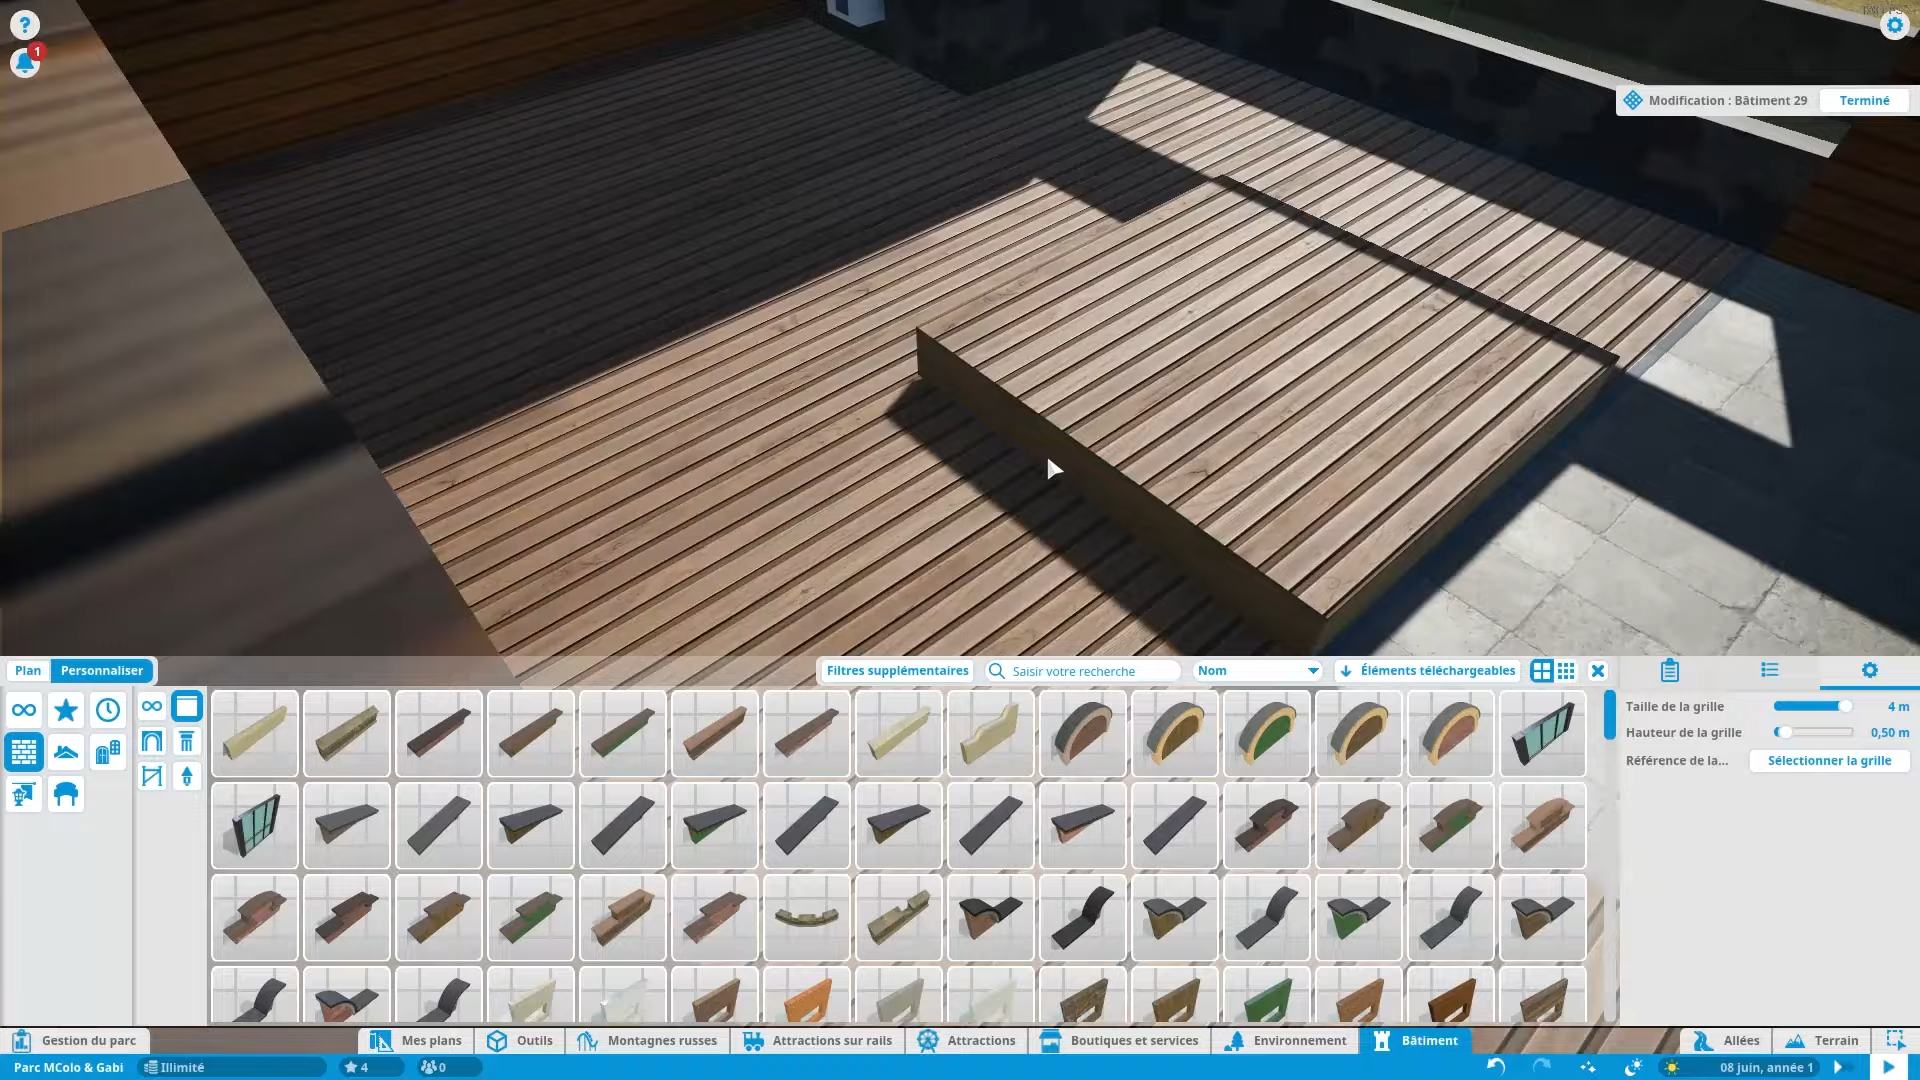 ?
1
Modification : Bâtiment 29
Terminé
Plan
Personnaliser
Filtres supplémentaires
Saisir votre recherche
Nom
Éléments téléchargeables
Taille de la grille
4 m
Hauteur de la grille
0,50 m
Référence de la...
Sélectionner la grille
Gestion du parc
Mes plans
Outils
Montagnes russes
Attractions sur rails
Attractions
Boutiques et services
Environnement
Bâtiment
Allées
Terrain
Parc MColo & Gabi
Illimité
4
0
08 juin, année 1